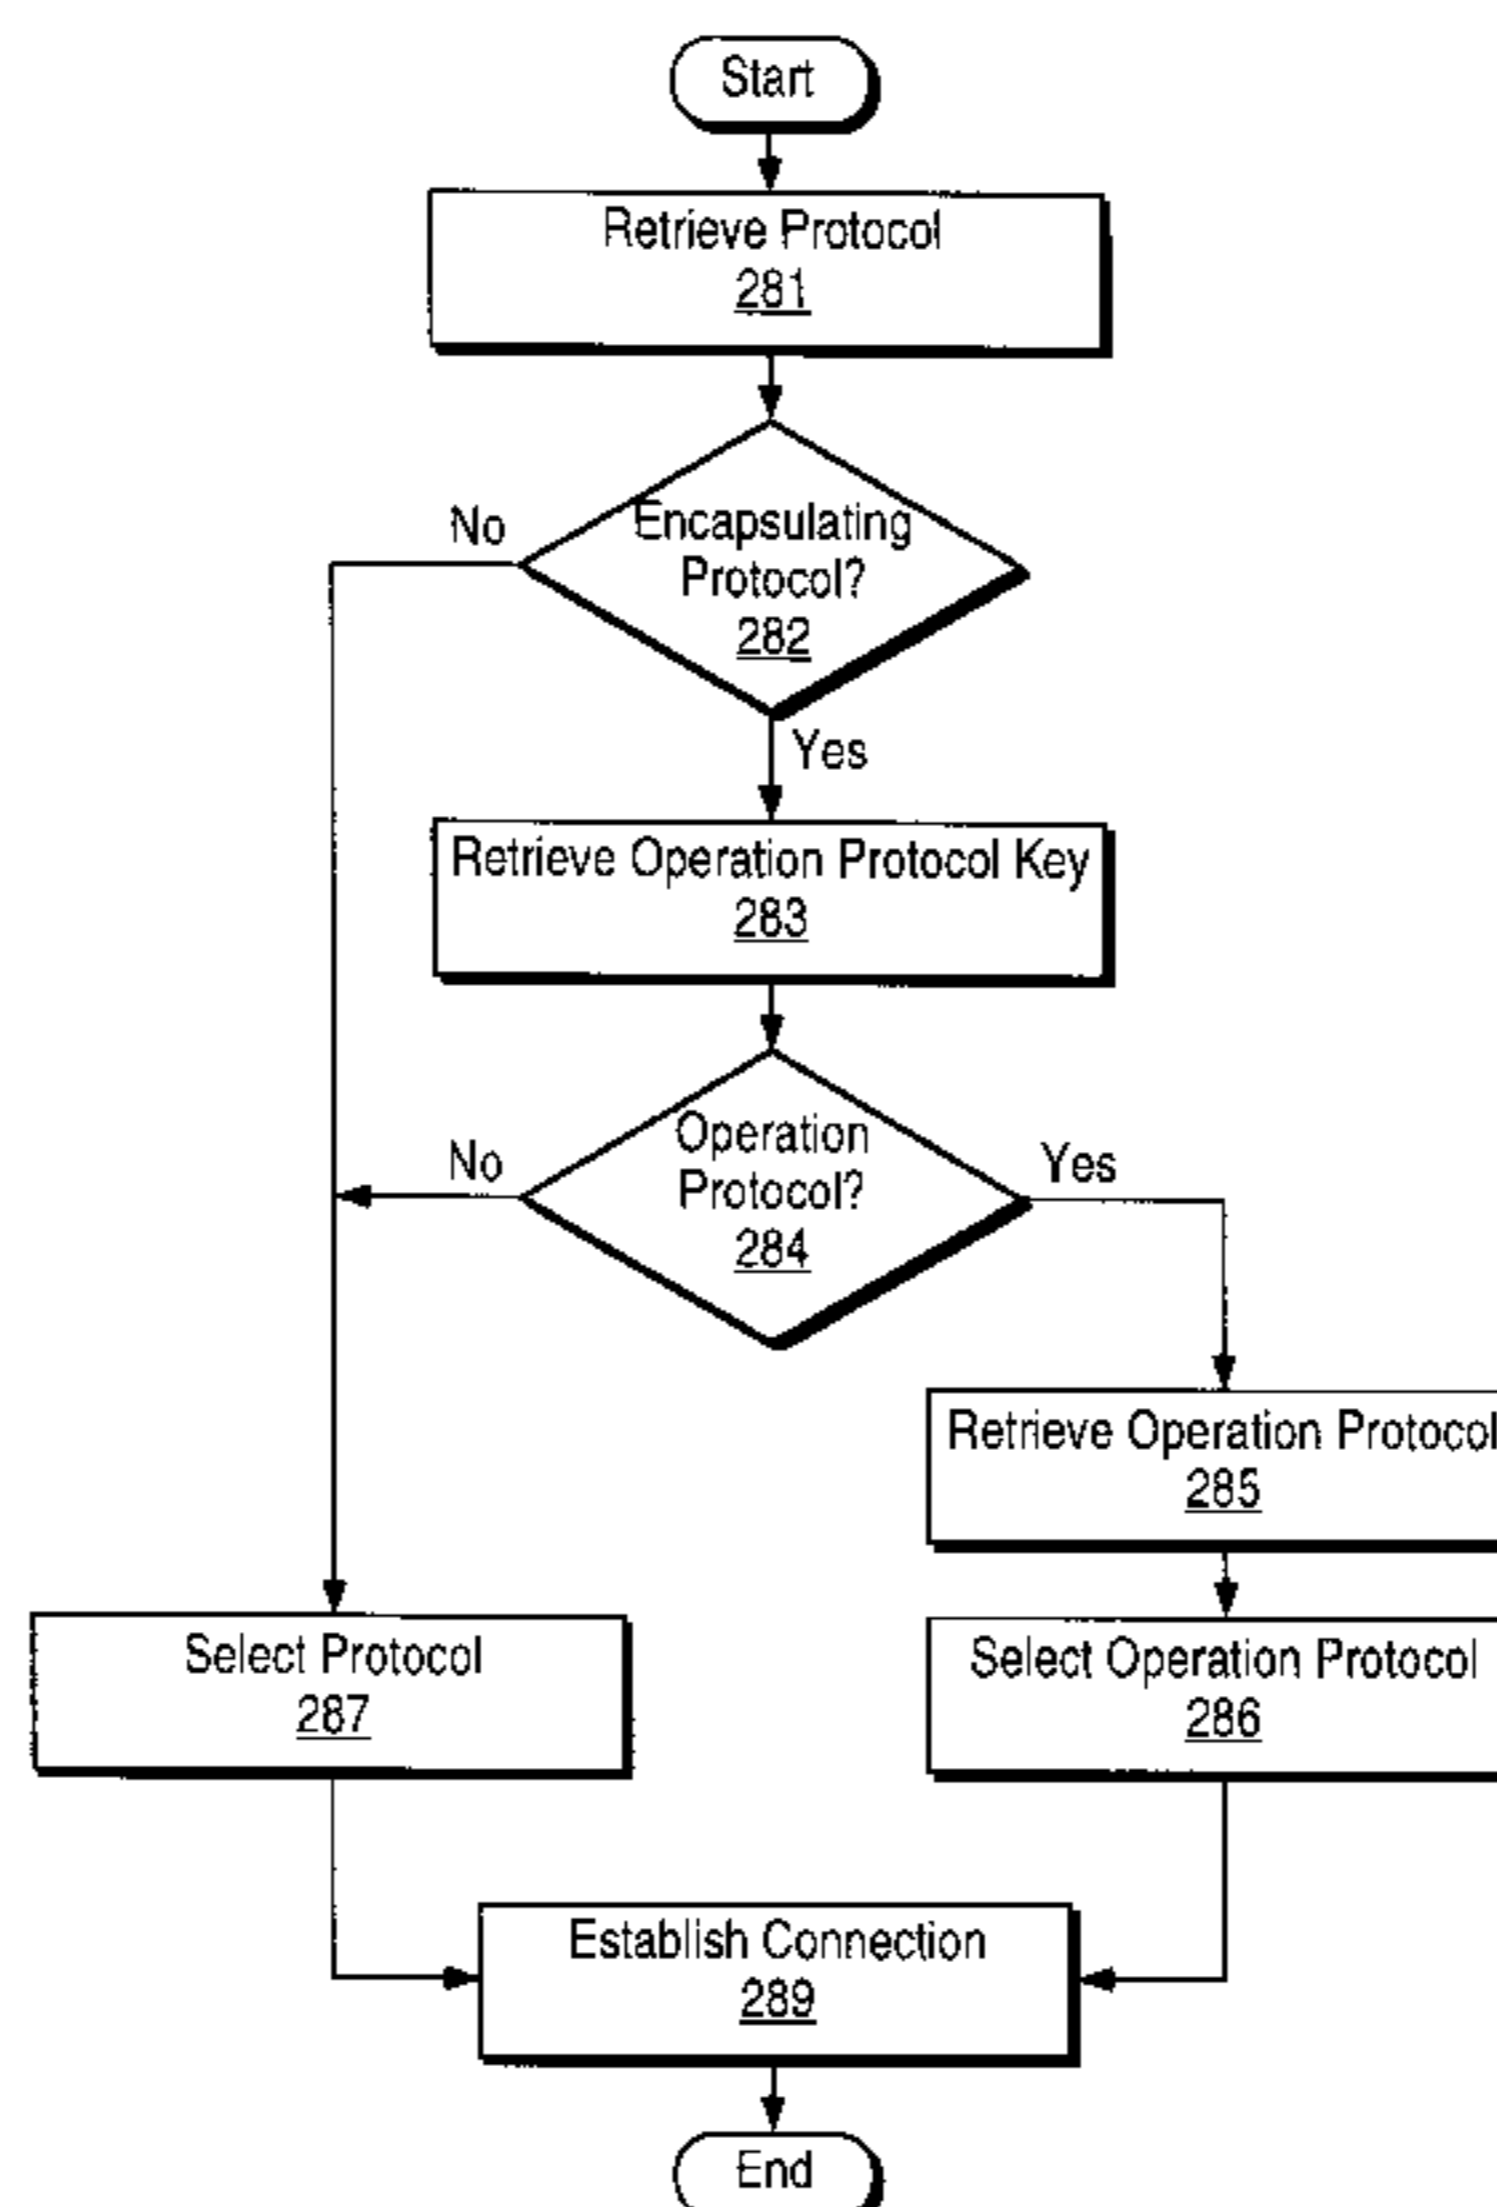 Start
Retrieve Protocol
281
No
Encapsulating
Protocol?
282
Yes
Retrieve Operation Protocol Key
283
No
Operation
Protocol?
284
Yes
Retrieve Operation Protocol
285
Select Protocol
287
Select Operation Protocol
286
Establish Connection
289
End